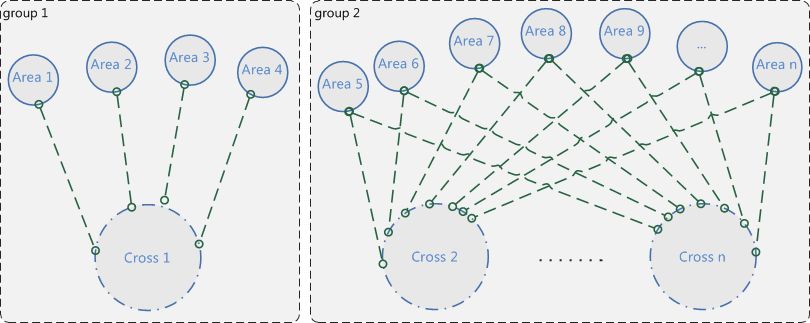 group 1
Area 1
Area 2
Area 3
Area 4
Cross 1
group 2
Area 5
Area 6
Area 7
Area 8
Area 9
...
Area n
Cross 2
.......
Cross n